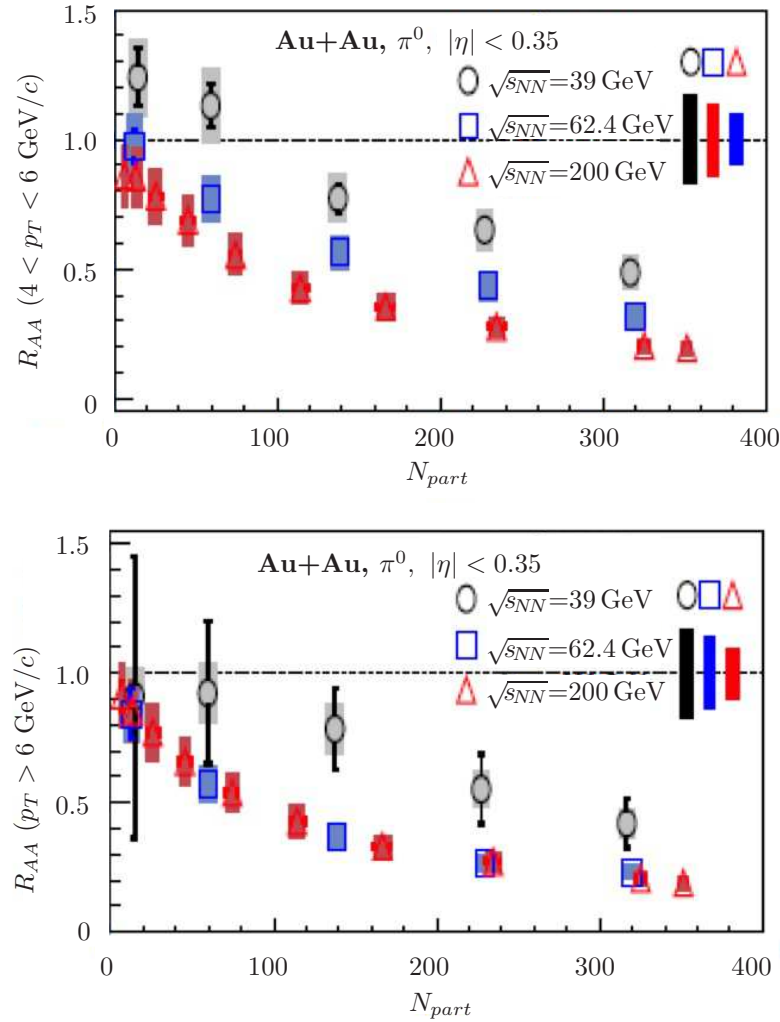 Au+Au, π⁰, |η| < 0.35
√s_NN=39 GeV
√s_NN=62.4 GeV
√s_NN=200 GeV
R_AA (4 < p_T < 6 GeV/c)
1.5
1.0
0.5
0
0 100 200 300 400
N_part
Au+Au, π⁰, |η| < 0.35
√s_NN=39 GeV
√s_NN=62.4 GeV
√s_NN=200 GeV
R_AA (p_T > 6 GeV/c)
1.5
1.0
0.5
0
0 100 200 300 400
N_part